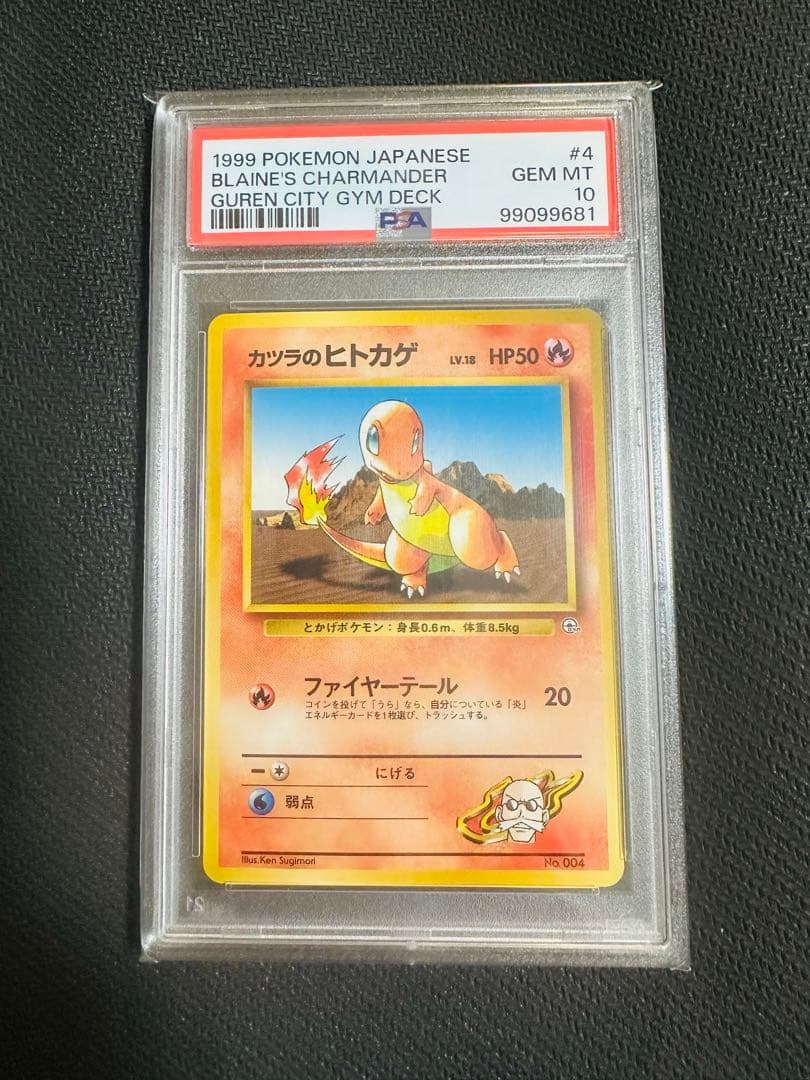 1999 POKEMON JAPANESE #4
BLAINE'S CHARMANDER GEM MT
GUREN CITY GYM DECK 10
PSA 99099681
カツラのヒトカゲ LV.18 HP50
とかげポケモン：身長0.6m、体重8.5kg
ファイヤーテール 20
コインを投げて「うら」なら、自分についている「炎」
エネルギーカードを1枚選び、トラッシュする。
にげる
弱点
Illus.Ken Sugimori No. 004